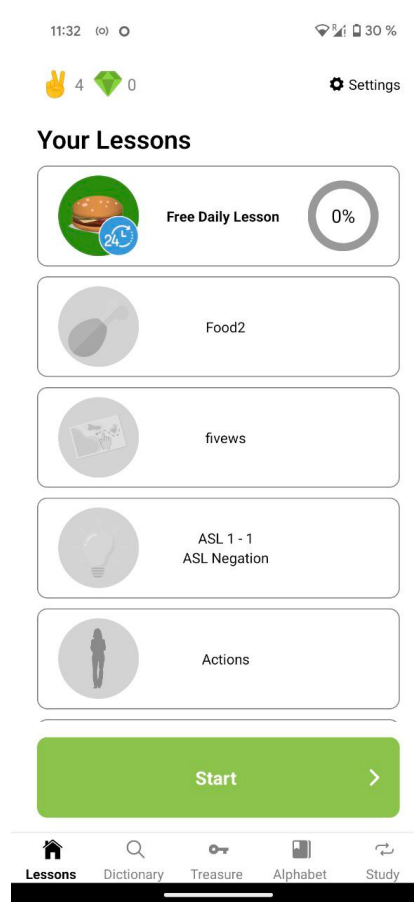 11:32
30 %
4
0
Settings
Your Lessons
Free Daily Lesson
0%
24
Food2
fivews
ASL 1 - 1
ASL Negation
Actions
Start
Lessons Dictionary Treasure Alphabet Study